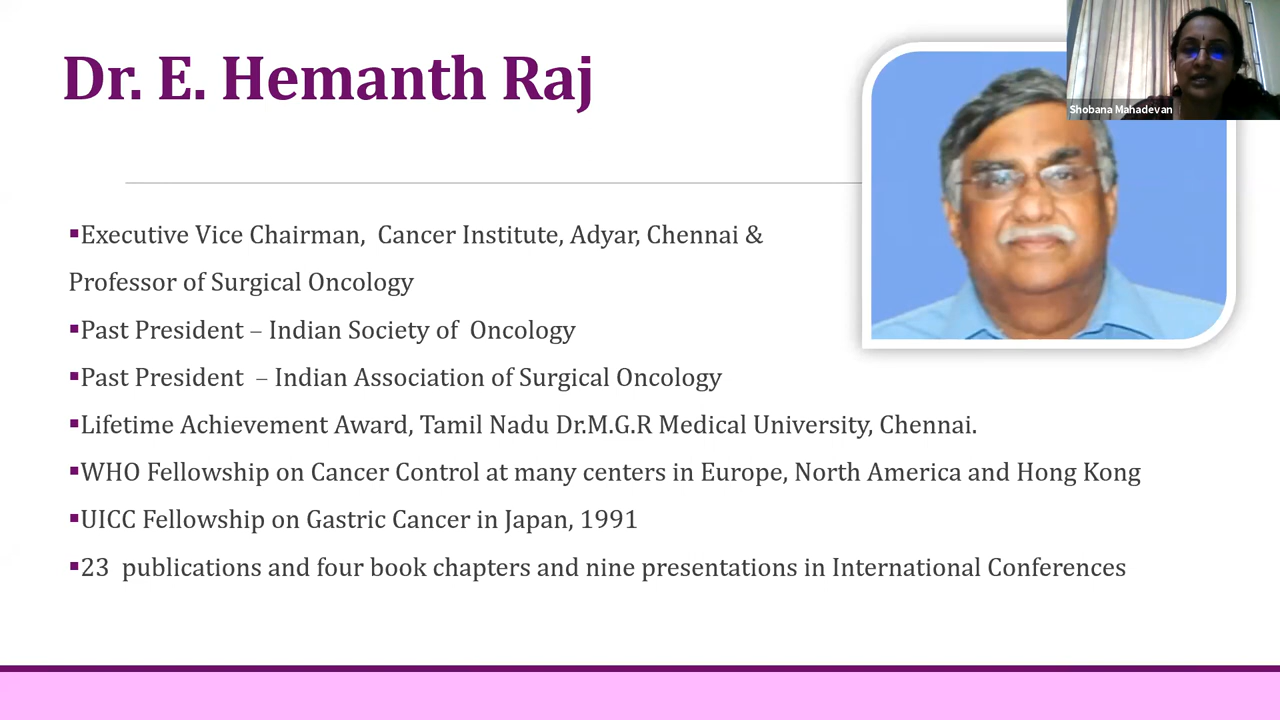 Dr. E. Hemanth Raj
Shobana Mahadevan
▪Executive Vice Chairman,  Cancer Institute, Adyar, Chennai &
Professor of Surgical Oncology
▪Past President – Indian Society of  Oncology
▪Past President  – Indian Association of Surgical Oncology
▪Lifetime Achievement Award, Tamil Nadu Dr.M.G.R Medical University, Chennai.
▪WHO Fellowship on Cancer Control at many centers in Europe, North America and Hong Kong
▪UICC Fellowship on Gastric Cancer in Japan, 1991
▪23  publications and four book chapters and nine presentations in International Conferences